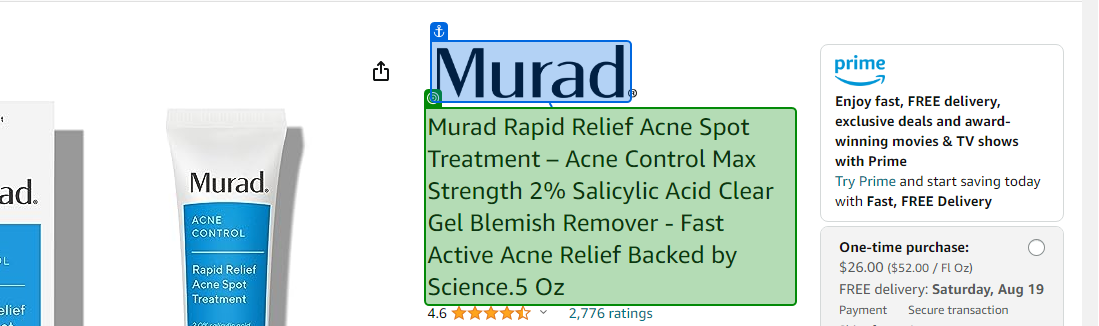 Murad®
Murad Rapid Relief Acne Spot
Treatment – Acne Control Max
Strength 2% Salicylic Acid Clear
Gel Blemish Remover - Fast
Active Acne Relief Backed by
Science.5 Oz
4.6
2,776 ratings
ad.
Murad.
ACNE
CONTROL
Rapid Relief
Acne Spot
Treatment
prime
Enjoy fast, FREE delivery,
exclusive deals and award-
winning movies & TV shows
with Prime
Try Prime and start saving today
with Fast, FREE Delivery
One-time purchase:
$26.00 ($52.00 / Fl Oz)
FREE delivery: Saturday, Aug 19
Payment Secure transaction